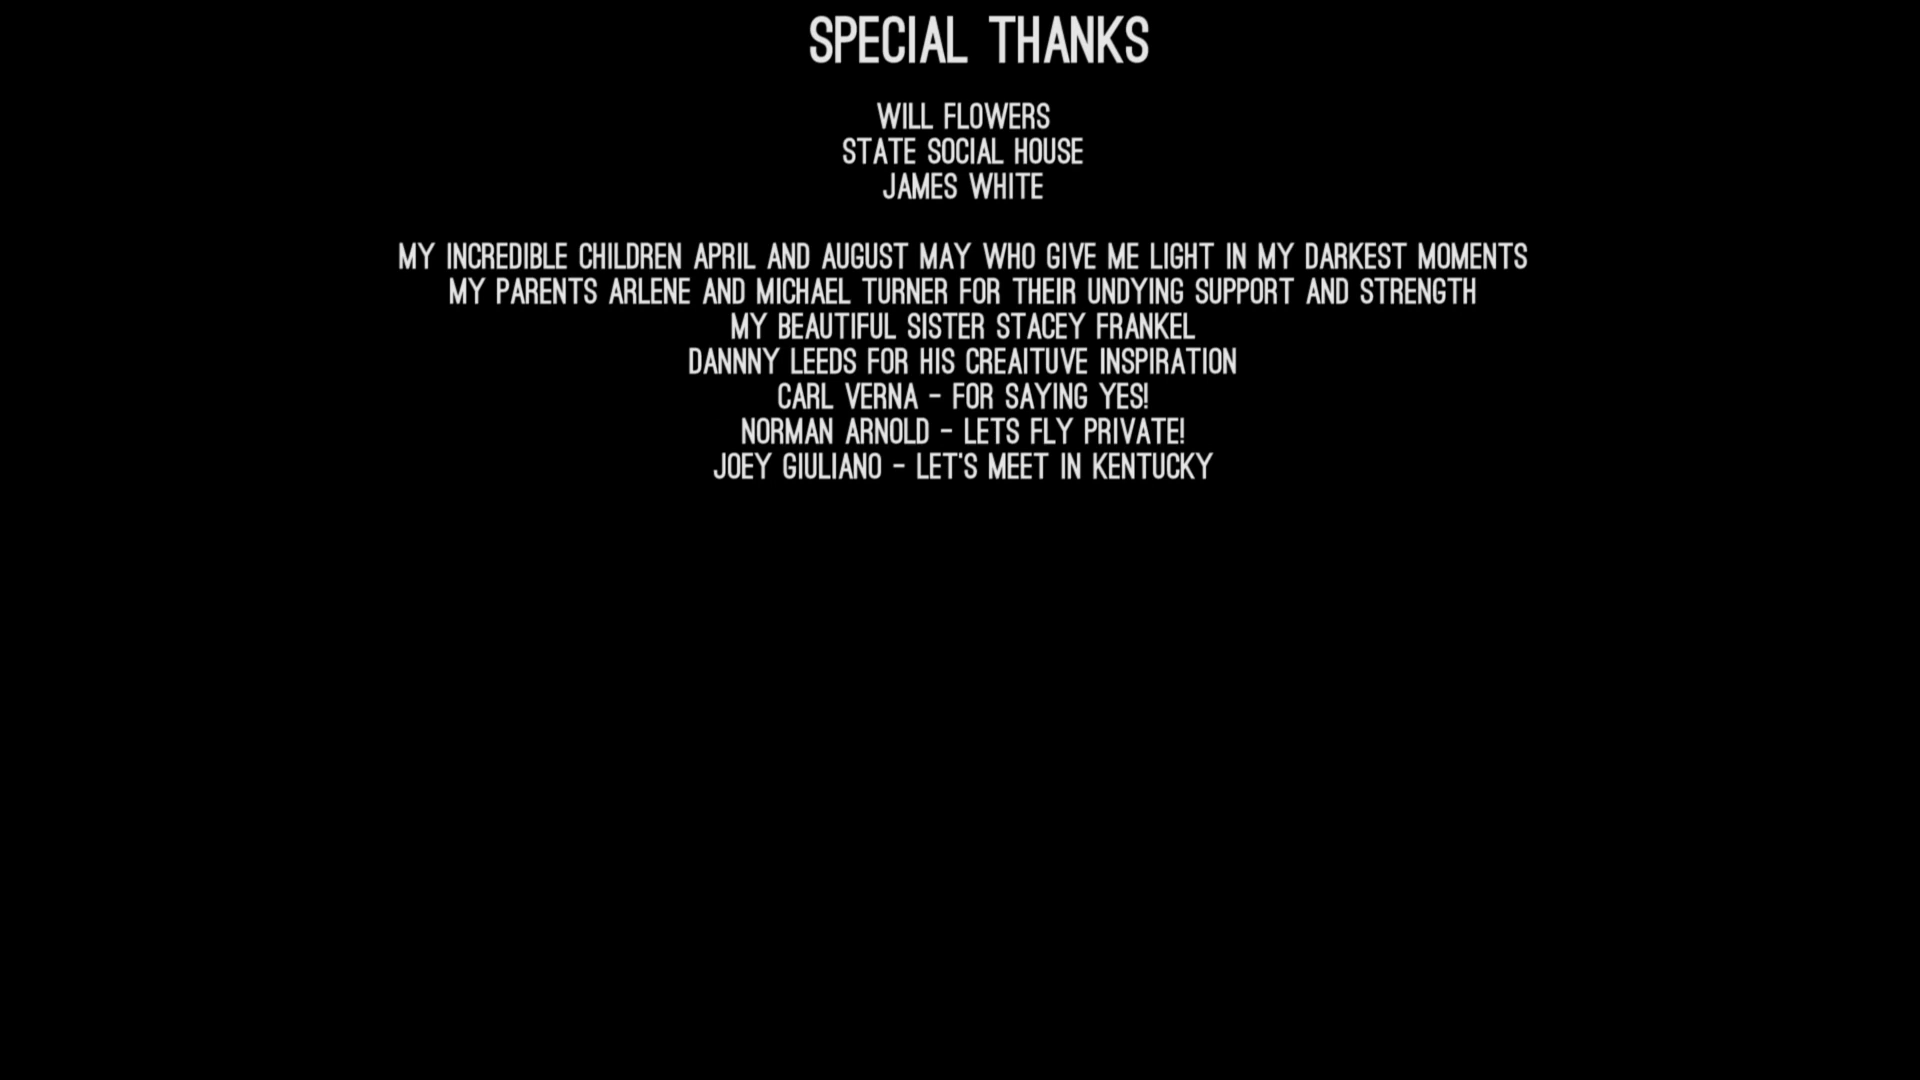 SPECIAL THANKS
WILL FLOWERS
STATE SOCIAL HOUSE
JAMES WHITE
MY INCREDIBLE CHILDREN APRIL AND AUGUST MAY WHO GIVE ME LIGHT IN MY DARKEST MOMENTS
MY PARENTS ARLENE AND MICHAEL TURNER FOR THEIR UNDYING SUPPORT AND STRENGTH
MY BEAUTIFUL SISTER STACEY FRANKEL
DANNNY LEEDS FOR HIS CREAITUVE INSPIRATION
CARL VERNA - FOR SAYING YES!
NORMAN ARNOLD - LETS FLY PRIVATE!
JOEY GIULIANO - LET'S MEET IN KENTUCKY